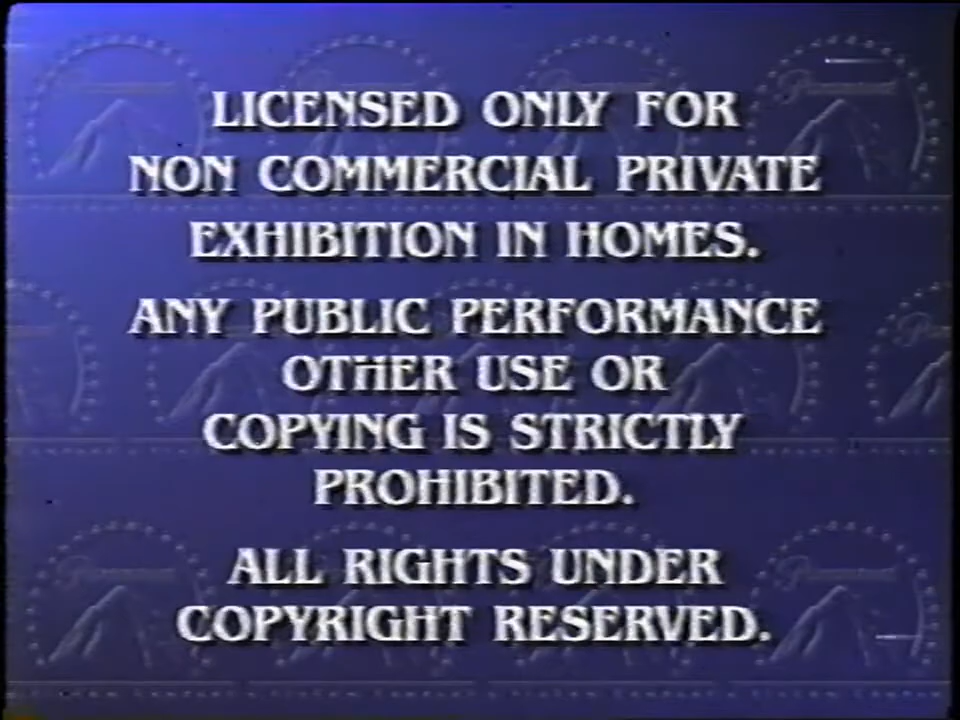 LICENSED ONLY FOR
NON COMMERCIAL PRIVATE
EXHIBITION IN HOMES.
ANY PUBLIC PERFORMANCE
OTHER USE OR
COPYING IS STRICTLY
PROHIBITED.
ALL RIGHTS UNDER
COPYRIGHT RESERVED.